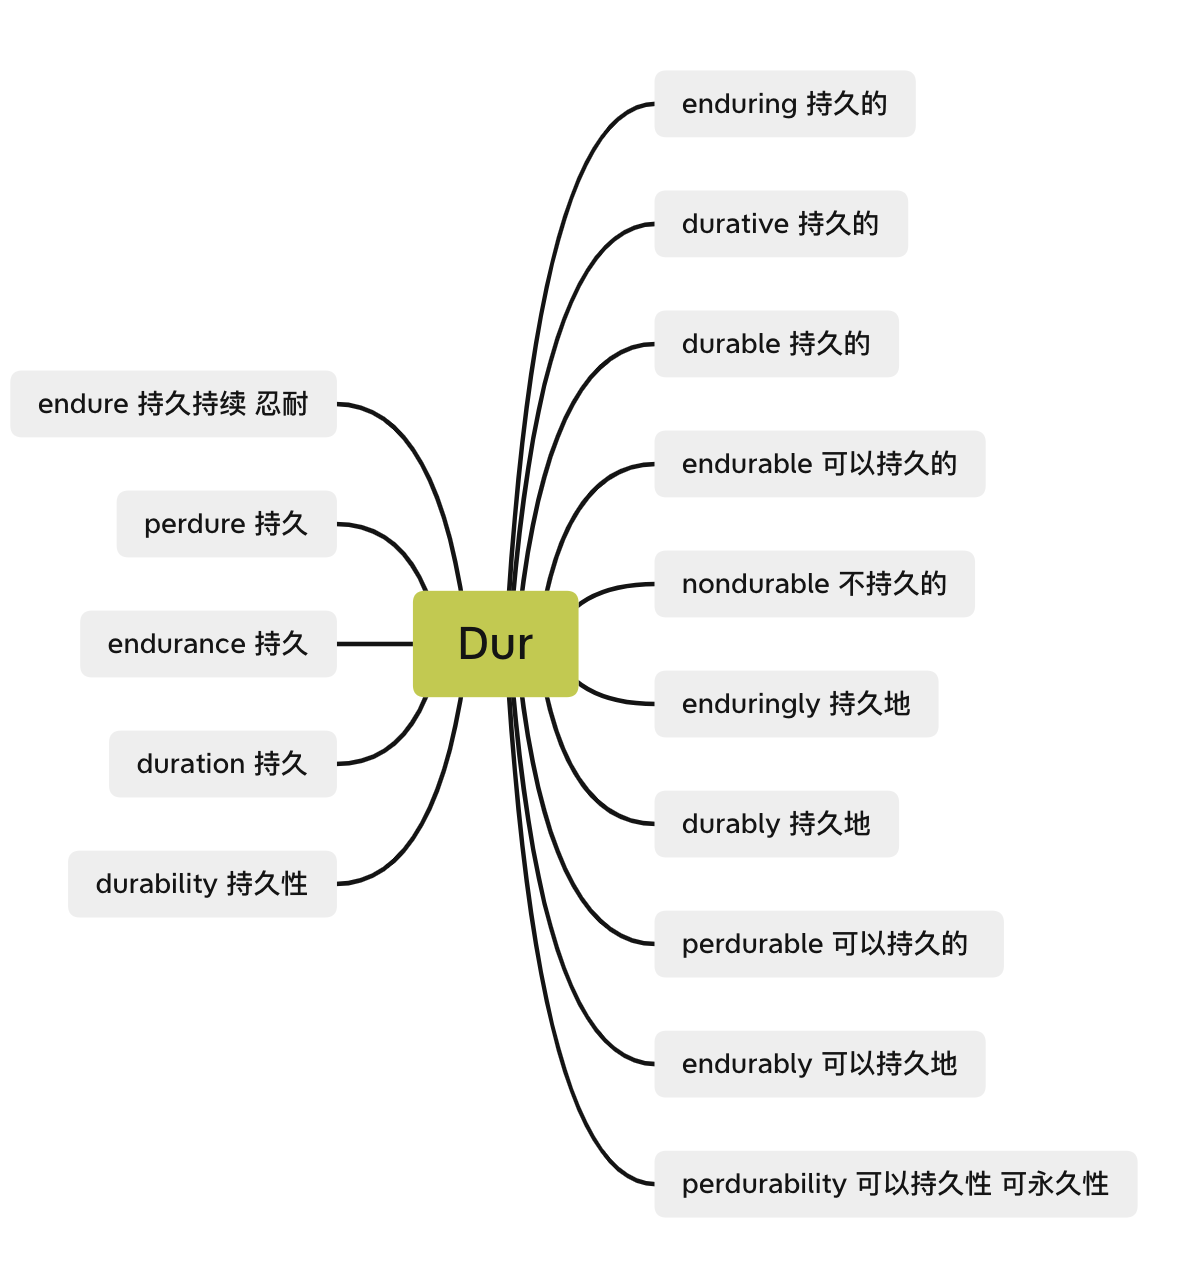 Dur
endure 持久持续 忍耐
perdure 持久
endurance 持久
duration 持久
durability 持久性
enduring 持久的
durative 持久的
durable 持久的
endurable 可以持久的
nondurable 不持久的
enduringly 持久地
durably 持久地
perdurable 可以持久的
endurably 可以持久地
perdurability 可以持久性 可永久性